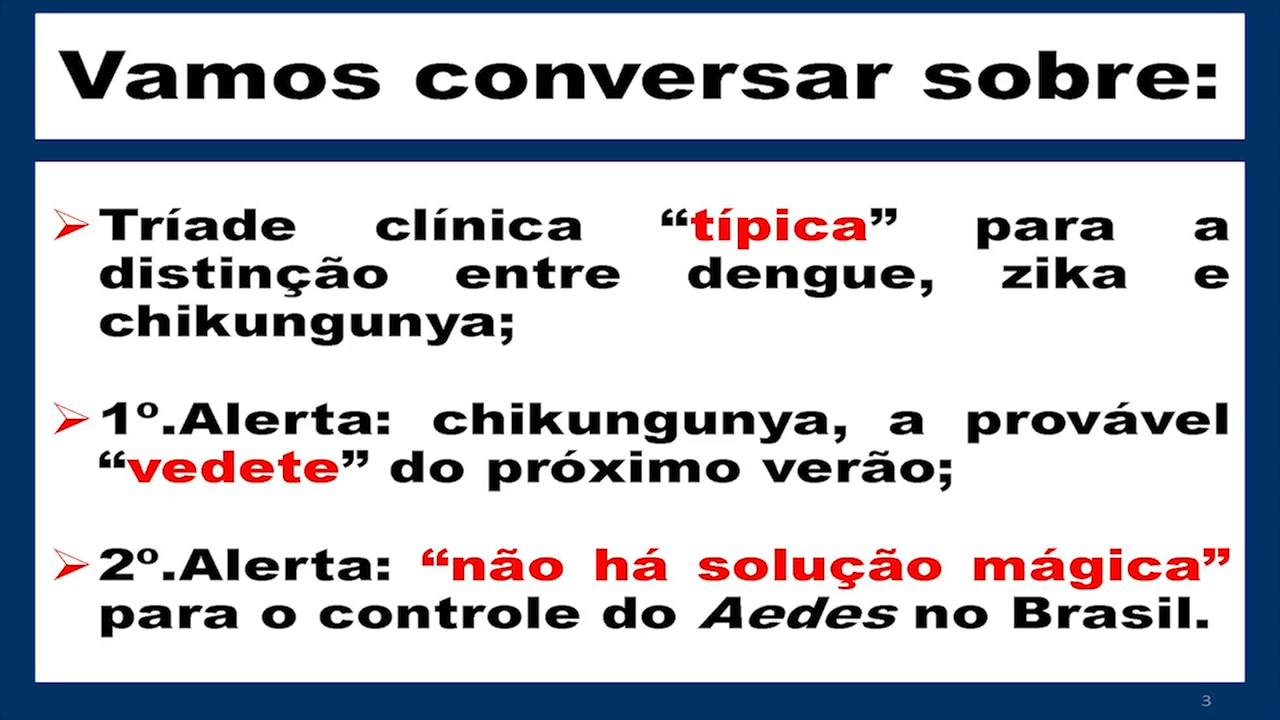 Vamos conversar sobre:
Tríade clínica “típica” para a
distinção entre dengue, zika e
chikungunya;
1º.Alerta: chikungunya, a provável
“vedete” do próximo verão;
2º.Alerta: “não há solução mágica”
para o controle do Aedes no Brasil.
3